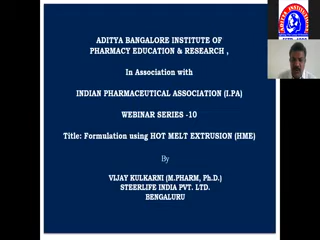 ADITYA BANGALORE INSTITUTE OF
PHARMACY EDUCATION & RESEARCH ,
In Association with
INDIAN PHARMACEUTICAL ASSOCIATION (I.PA)
WEBINAR SERIES -10
Title: Formulation using HOT MELT EXTRUSION (HME)
By
VIJAY KULKARNI (M.PHARM, Ph.D.)
STEERLIFE INDIA PVT. LTD.
BENGALURU